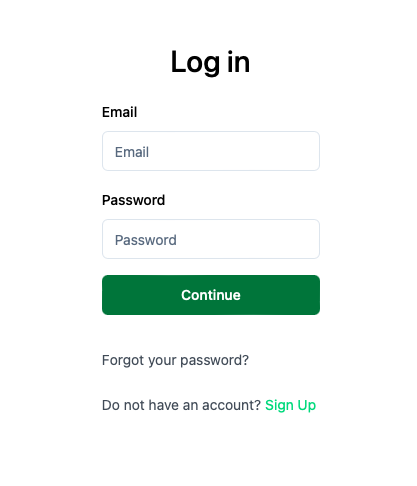 Log in
Email
Email
Password
Password
Continue
Forgot your password?
Do not have an account? Sign Up